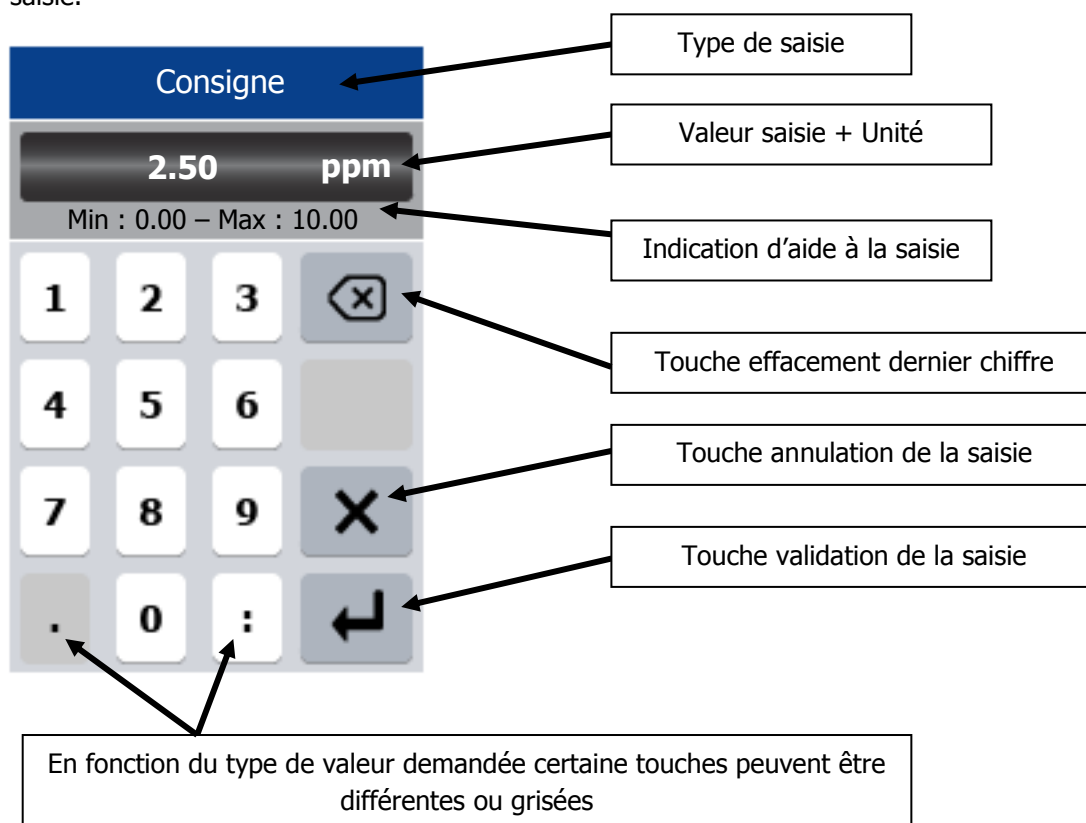 saisie.
Type de saisie
Consigne
Valeur saisie + Unité
2.50 ppm
Min : 0.00 – Max : 10.00
Indication d'aide à la saisie
1 2 3
Touche effacement dernier chiffre
4 5 6
Touche annulation de la saisie
7 8 9
Touche validation de la saisie
. 0 :
En fonction du type de valeur demandée certaine touches peuvent être
différentes ou grisées